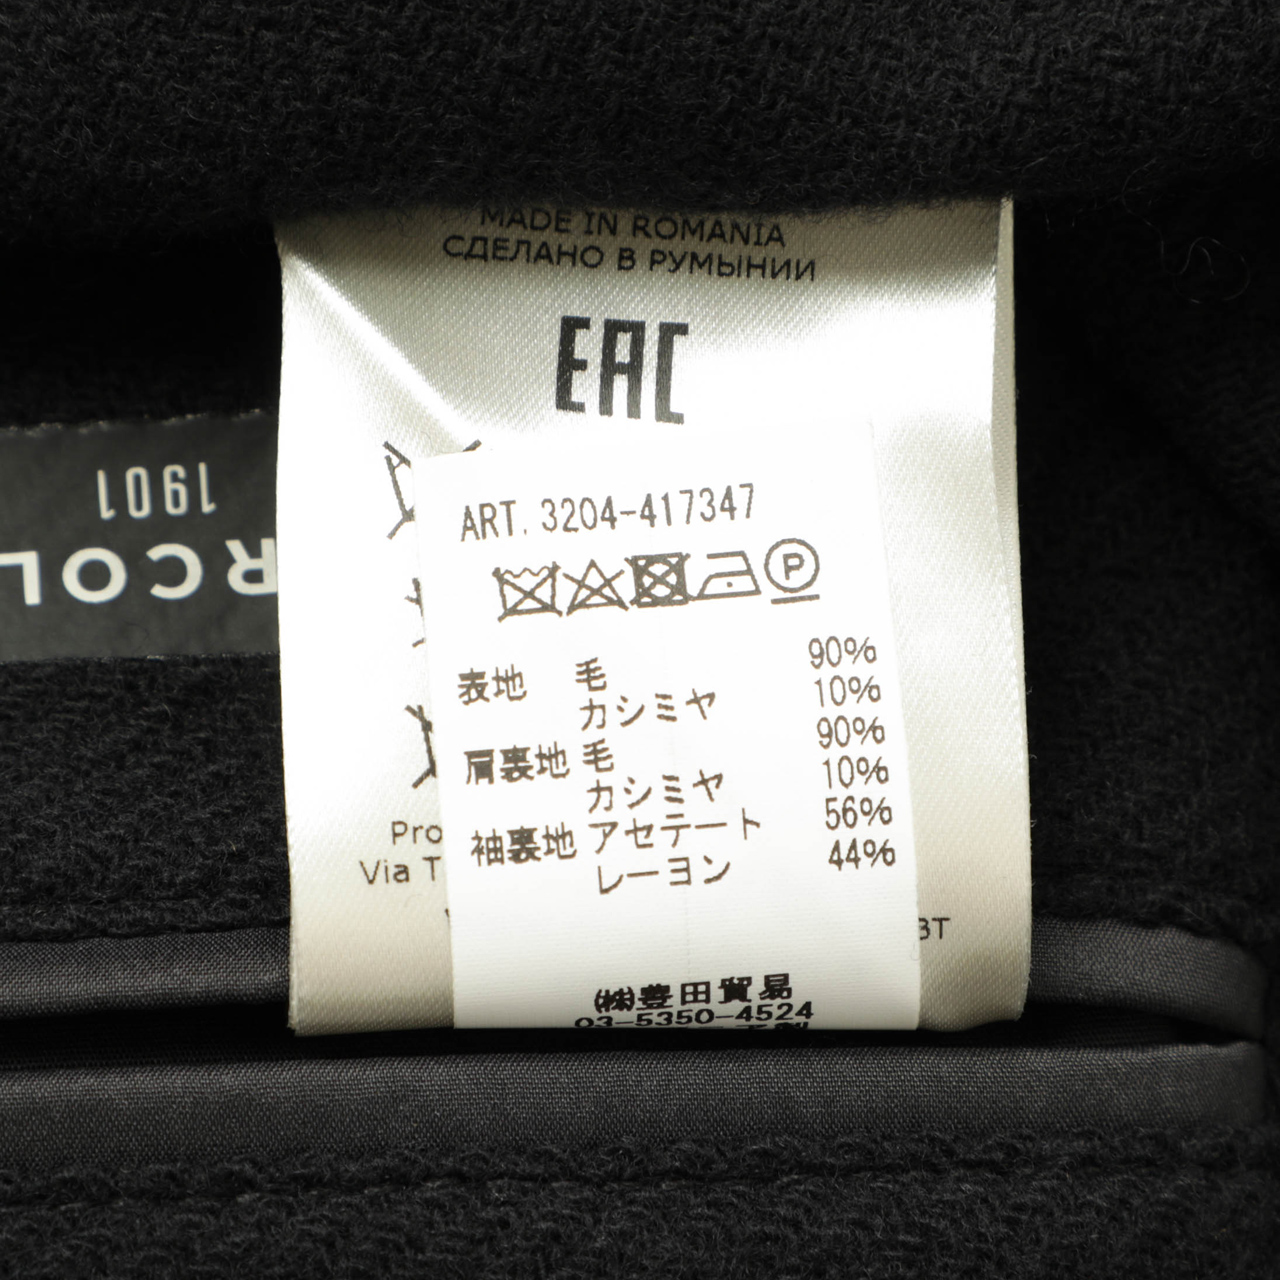 MADE IN ROMANIA
СДЕЛАНО В РУМЫНИИ
EAC
1901
RCOL
ART. 3204-417347
P
表地 毛 90%
カシミヤ 10%
肩裏地 毛 90%
カシミヤ 10%
袖裏地 アセテート 56%
レーヨン 44%
Pro
Via T
ВТ
(株)豊田貿易
03-5350-4524